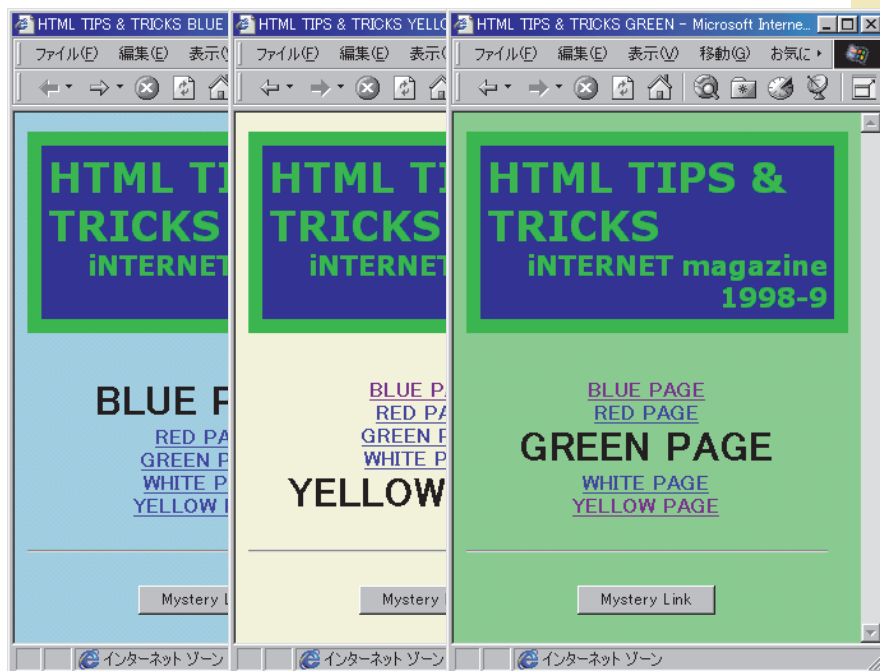 HTML TIPS & TRICKS BLUE
ファイル(F) 編集(E) 表示(V
HTML TI
TRICKS
iNTERNET
BLUE P
RED PA
GREEN P
WHITE P
YELLOW
Mystery L
インターネット ゾーン
HTML TIPS & TRICKS YELLO
ファイル(F) 編集(E) 表示(
HTML TI
TRICKS
iNTERNET
BLUE P
RED PA
GREEN P
WHITE P
YELLOW
Mystery
インターネット ゾーン
HTML TIPS & TRICKS GREEN - Microsoft Interne...
ファイル(F) 編集(E) 表示(V) 移動(G) お気に
HTML TIPS &
TRICKS
iNTERNET magazine
1998-9
BLUE PAGE
RED PAGE
GREEN PAGE
WHITE PAGE
YELLOW PAGE
Mystery Link
インターネット ゾーン